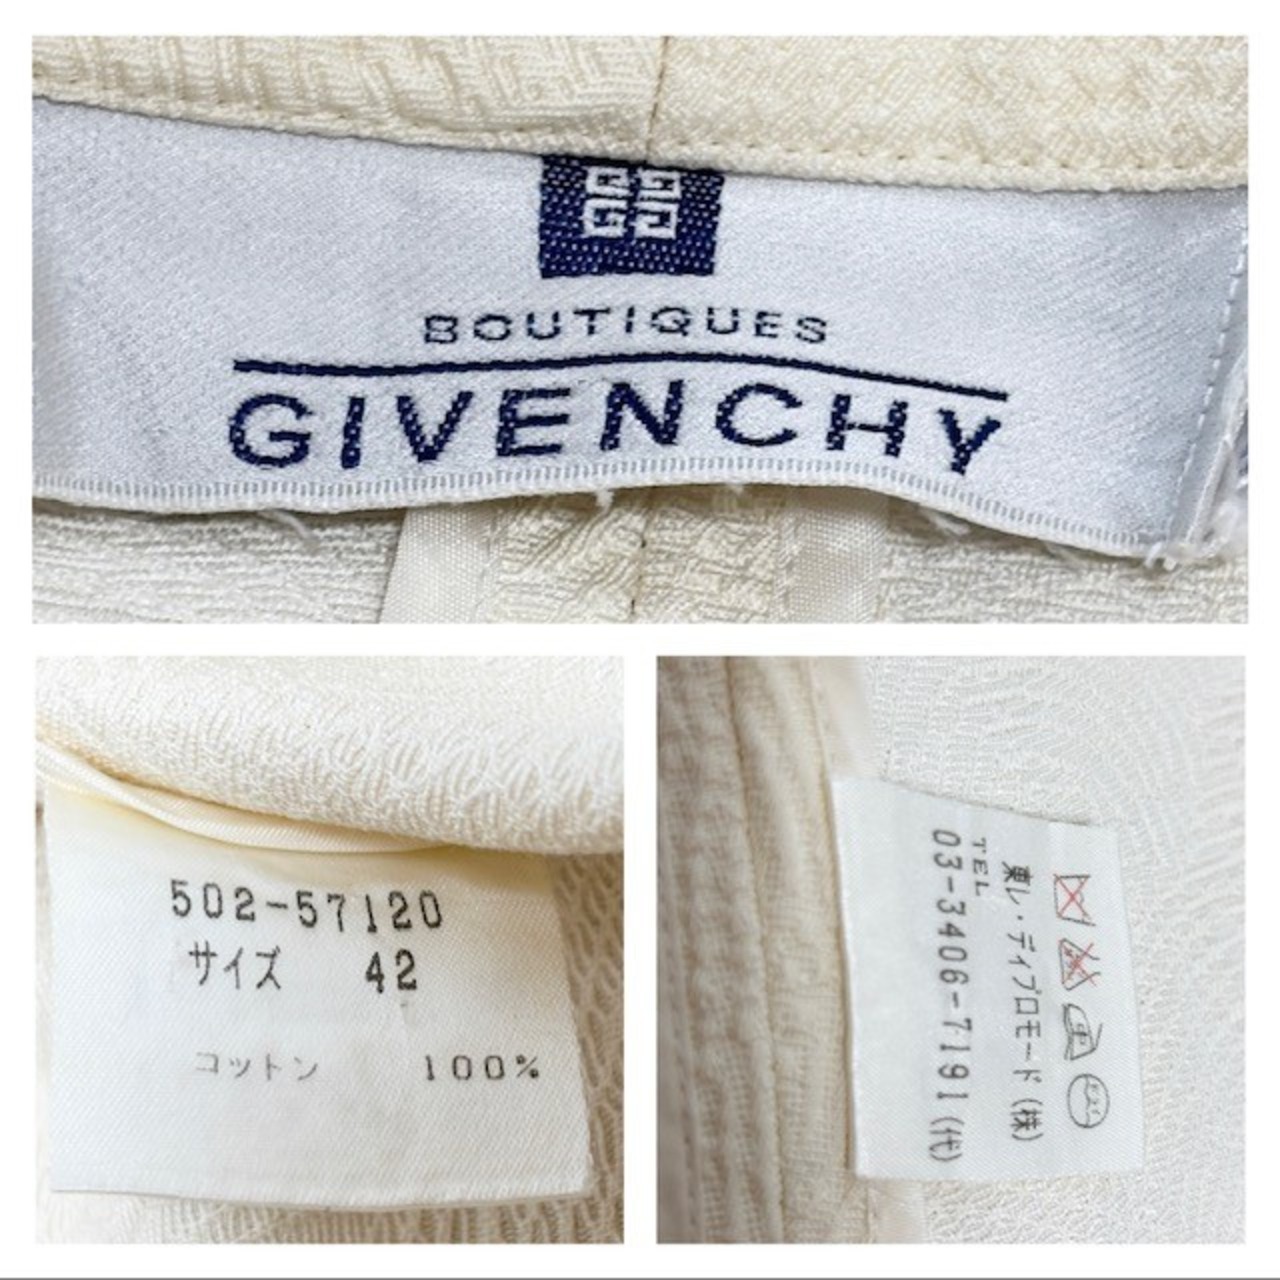 BOUTIQUES
GIVENCHY
502-57120
サイズ 42
コットン 100%
東レ・ディプロモード(株)
TEL
03-3406-7191(代)